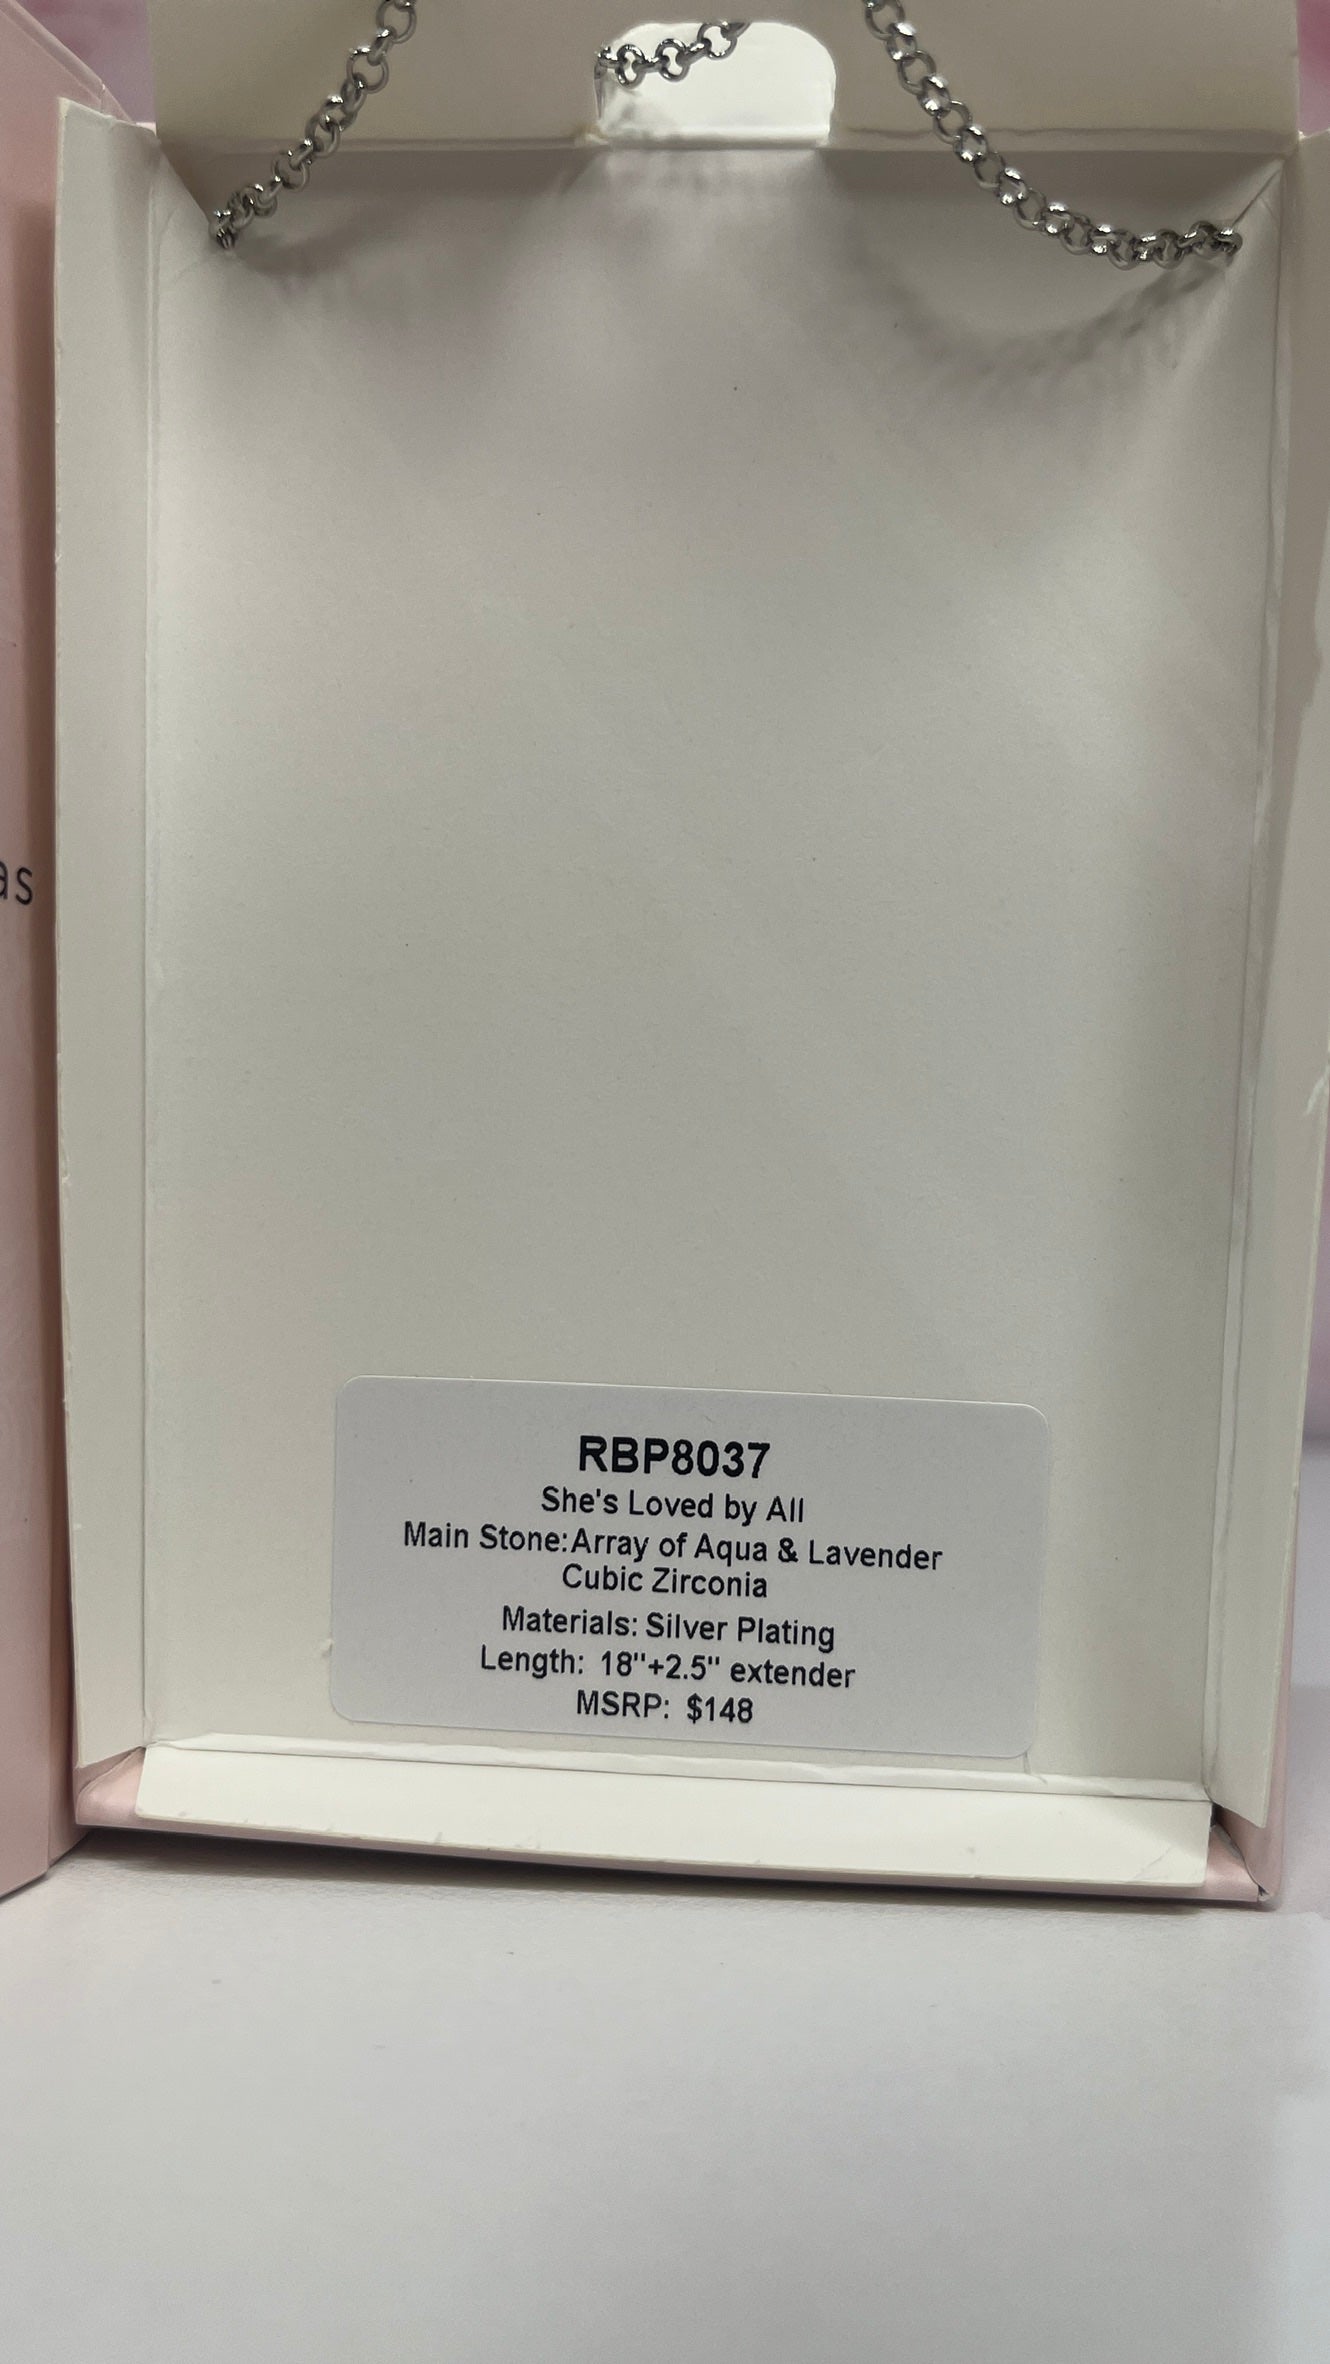 as
RBP8037
She's Loved by All
Main Stone:Array of Aqua & Lavender
Cubic Zirconia
Materials: Silver Plating
Length: 18"+2.5" extender
MSRP: $148